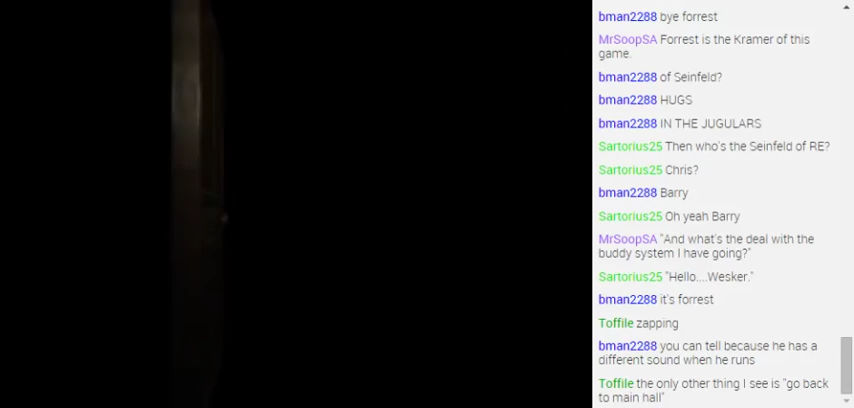 bman2288 bye forrest
MrSoopSA Forrest is the Kramer of this
game.
bman2288 of Seinfeld?
bman2288 HUGS
bman2288 IN THE JUGULARS
Sartorius25 Then who's the Seinfeld of RE?
Sartorius25 Chris?
bman2288 Barry
Sartorius25 Oh yeah Barry
MrSoopSA "And what's the deal with the
buddy system I have going?"
Sartorius25 "Hello....Wesker."
bman2288 it's forrest
Toffile zapping
bman2288 you can tell because he has a
different sound when he runs
Toffile the only other thing I see is "go back
to main hall"